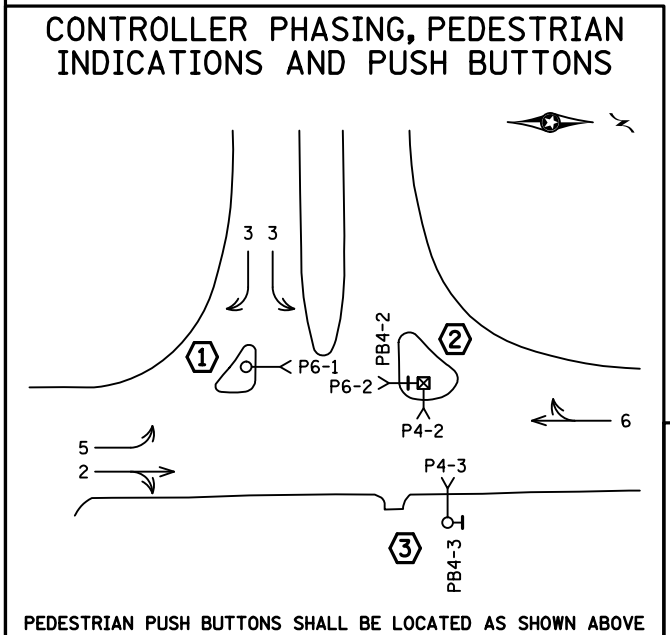 CONTROLLER PHASING, PEDESTRIAN
INDICATIONS AND PUSH BUTTONS
Z
3 3
1
P6-1
PB4-2
2
P6-2
P4-2
6
5
2
P4-3
3
PB4-3
PEDESTRIAN PUSH BUTTONS SHALL BE LOCATED AS SHOWN ABOVE